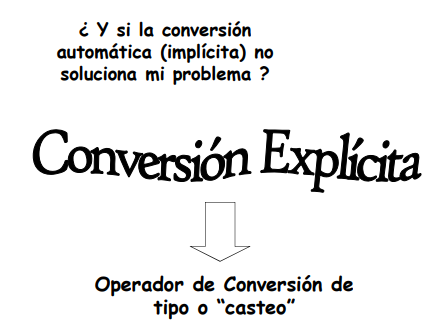 ¿ Y si la conversión
automática (implícita) no
soluciona mi problema ?
Conversión Explícita
Operador de Conversión de
tipo o “casteo”